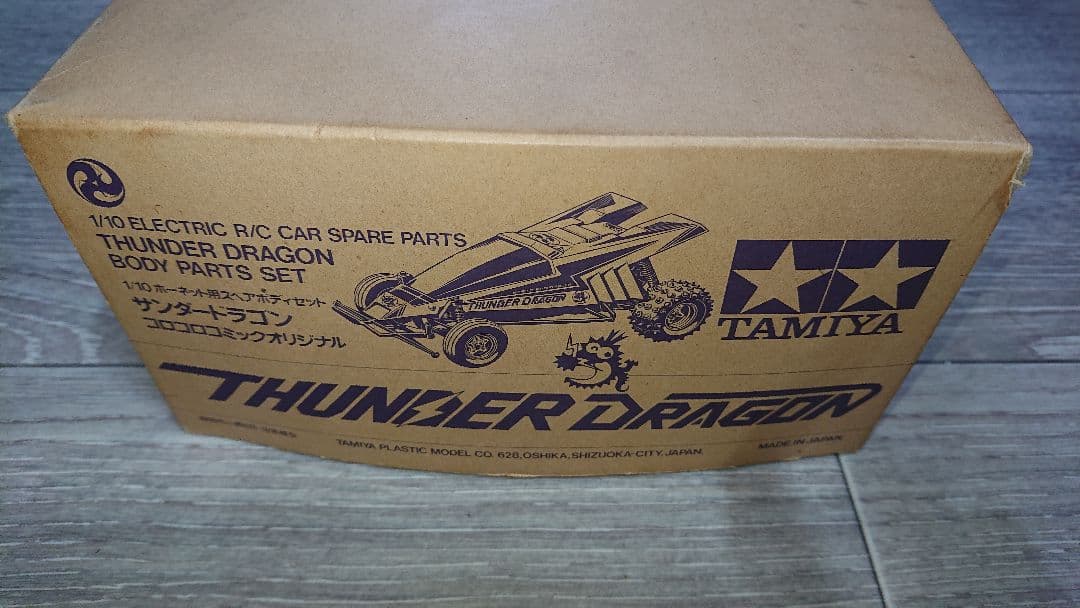 1/10 ELECTRIC R/C CAR SPARE PARTS
THUNDER DRAGON
BODY PARTS SET
1/10 ホーネット用スペアボディセット
サンダードラゴン
コロコロコミックオリジナル
THUNDER DRAGON
TAMIYA
THUNDER DRAGON
TAMIYA PLASTIC MODEL CO. 628, OSHIKA, SHIZUOKA-CITY, JAPAN.
MADE IN JAPAN